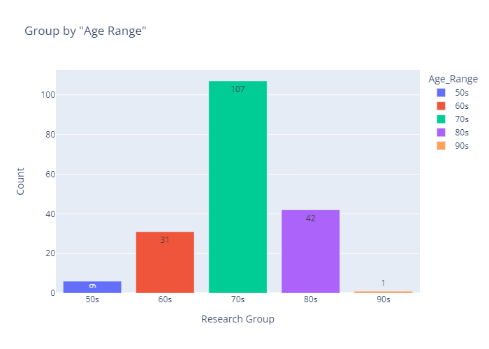 Group by "Age Range"
Count
100
80
60
40
20
0
6
31
107
42
1
50s
60s
70s
80s
90s
Research Group
Age_Range
50s
60s
70s
80s
90s